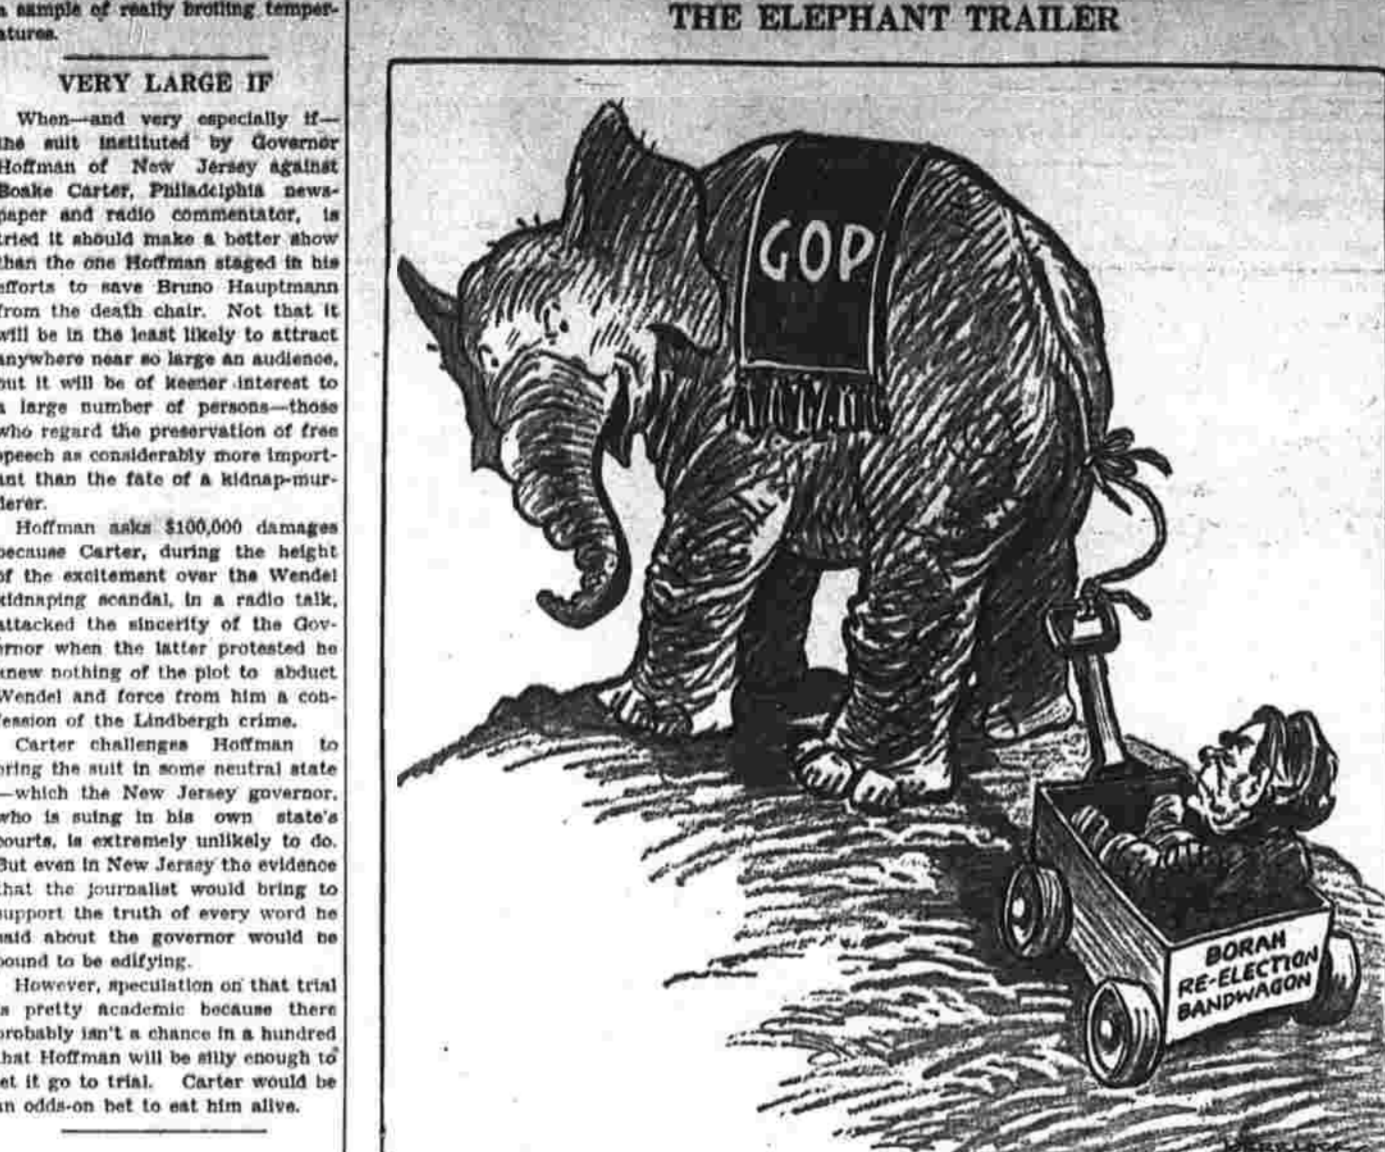 a sample of really broiling temper-
atures.
VERY LARGE IF
When—and very especially if—
the suit instituted by Governor
Hoffman of New Jersey against
Boake Carter, Philadelphia news-
paper and radio commentator, is
tried it should make a better show
than the one Hoffman staged in his
efforts to save Bruno Hauptmann
from the death chair. Not that it
will be in the least likely to attract
anywhere near so large an audience,
but it will be of keener interest to
a large number of persons—those
who regard the preservation of free
speech as considerably more import-
ant than the fate of a kidnap-mur-
derer.
Hoffman asks $100,000 damages
because Carter, during the height
of the excitement over the Wendel
kidnaping scandal, in a radio talk,
attacked the sincerity of the Gov-
ernor when the latter protested he
knew nothing of the plot to abduct
Wendel and force from him a con-
fession of the Lindbergh crime.
Carter challenges Hoffman to
bring the suit in some neutral state
—which the New Jersey governor,
who is suing in his own state's
courts, is extremely unlikely to do.
But even in New Jersey the evidence
that the journalist would bring to
support the truth of every word he
said about the governor would be
bound to be edifying.
However, speculation on that trial
is pretty academic because there
probably isn't a chance in a hundred
that Hoffman will be silly enough to
let it go to trial. Carter would be
an odds-on bet to eat him alive.
THE ELEPHANT TRAILER
GOP
BORAH
RE-ELECTION
BANDWAGON